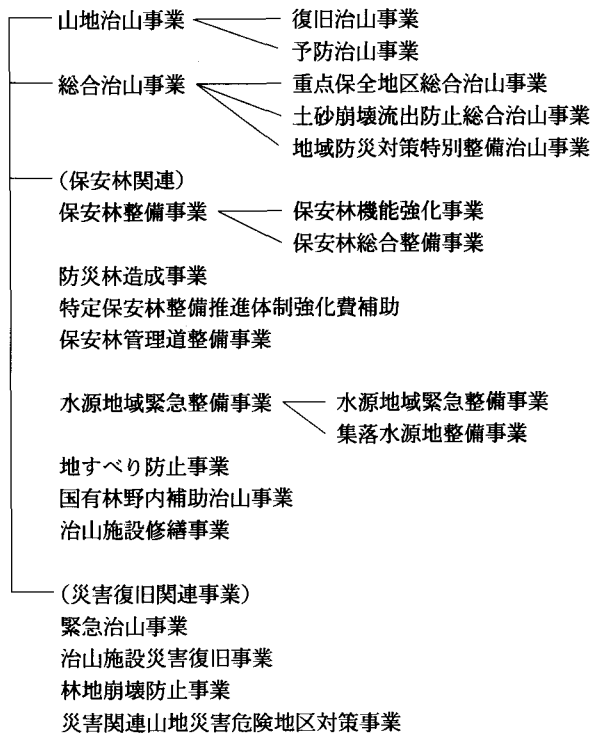 山地治山事業 復旧治山事業
予防治山事業
総合治山事業 重点保全地区総合治山事業
土砂崩壊流出防止総合治山事業
地域防災対策特別整備治山事業
(保安林関連)
保安林整備事業 保安林機能強化事業
保安林総合整備事業
防災林造成事業
特定保安林整備推進体制強化費補助
保安林管理道整備事業
水源地域緊急整備事業 水源地域緊急整備事業
集落水源地整備事業
地すべり防止事業
国有林野内補助治山事業
治山施設修繕事業
(災害復旧関連事業)
緊急治山事業
治山施設災害復旧事業
林地崩壊防止事業
災害関連山地災害危険地区対策事業